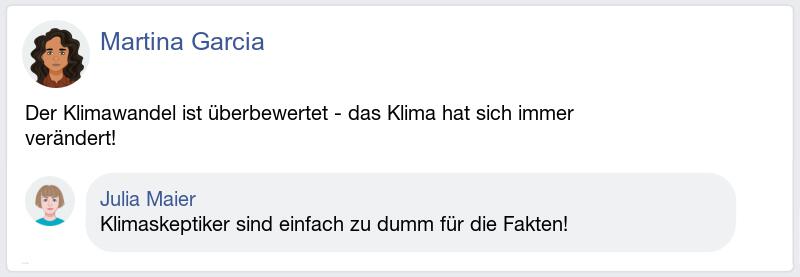 Martina Garcia
Der Klimawandel ist überbewertet - das Klima hat sich immer
verändert!
Julia Maier
Klimaskeptiker sind einfach zu dumm für die Fakten!